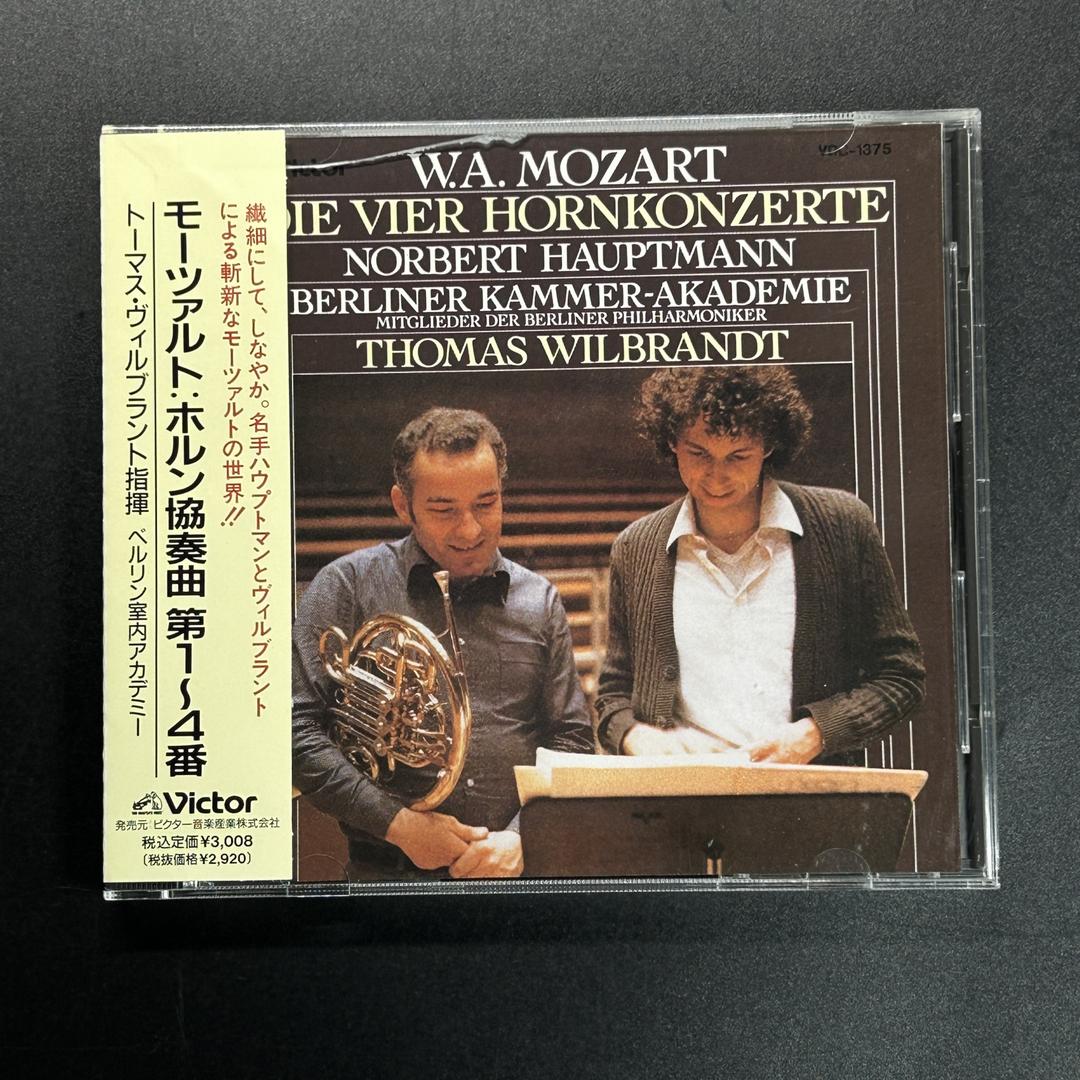 繊細にして、しなやか。名手ハウプトマンとヴィルブラント
による斬新なモーツァルトの世界!!
モーツァルト:ホルン協奏曲 第1〜4番
トーマス・ヴィルブラント指揮 ベルリン室内アカデミー
Victor
発売元 ビクター音楽産業株式会社
税込定価¥3,008
(税抜価格¥2,920)
W.A. MOZART
DIE VIER HORNKONZERTE
NORBERT HAUPTMANN
BERLINER KAMMER-AKADEMIE
MITGLIEDER DER BERLINER PHILHARMONIKER
THOMAS WILBRANDT